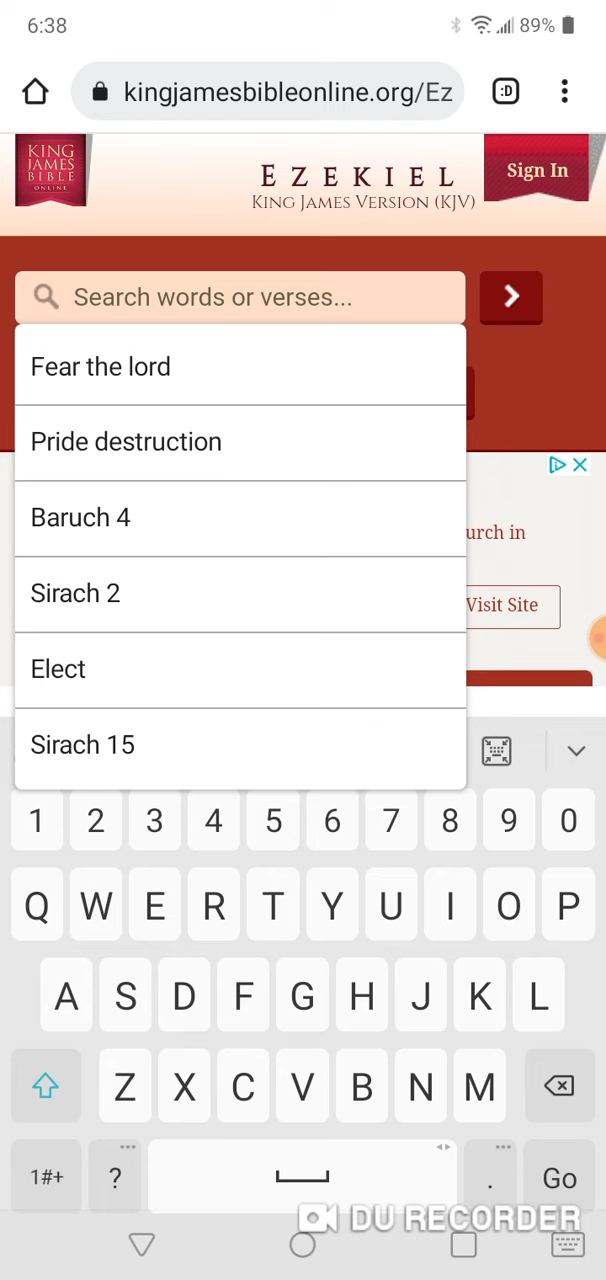 6:38
89%
kingjamesbibleonline.org/Ez
:D
KING
JAMES
BIBLE
ONLINE
EZEKIEL
KING JAMES VERSION (KJV)
Sign In
Search words or verses...
Fear the lord
Pride destruction
Baruch 4
urch in
Sirach 2
Visit Site
Elect
Sirach 15
1 2 3 4 5 6 7 8 9 0
Q W E R T Y U I O P
A S D F G H J K L
Z X C V B N M
1#+ ? . Go
DU RECORDER